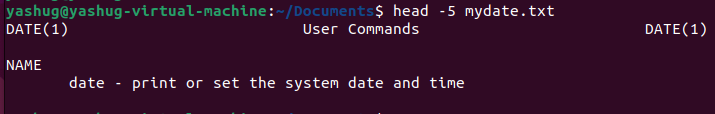 yashug@yashug-virtual-machine:~/Documents$ head -5 mydate.txt
DATE(1) User Commands DATE(1)
NAME
date - print or set the system date and time